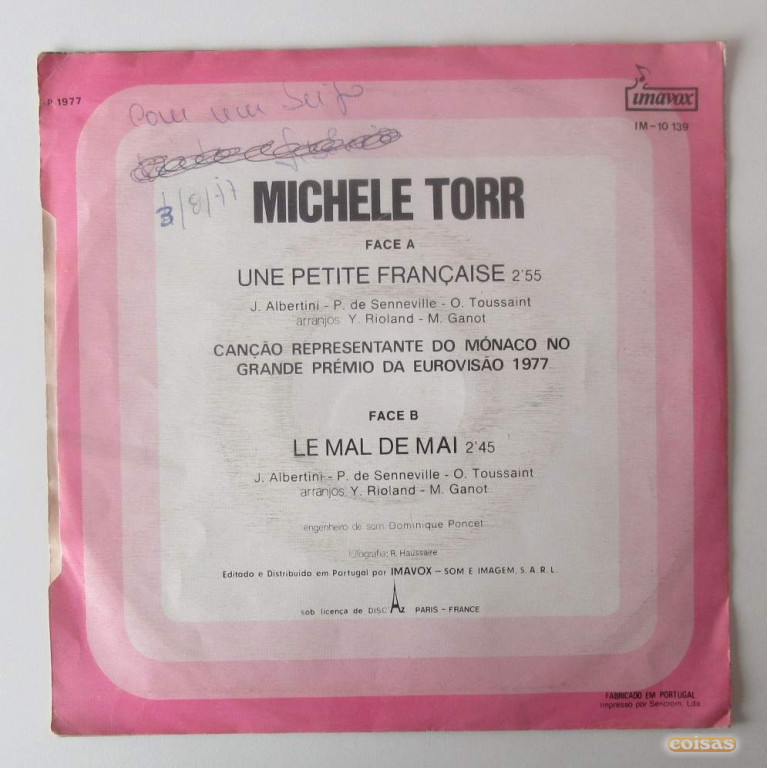 P 1977
Com um beijo
imavox
IM-10 139
3/8/77
MICHELE TORR
FACE A
UNE PETITE FRANÇAISE 2'55
J. Albertini - P. de Senneville - O. Toussaint
arranjos: Y. Rioland - M. Ganot
CANÇÃO REPRESENTANTE DO MÓNACO NO
GRANDE PRÉMIO DA EUROVISÃO 1977
FACE B
LE MAL DE MAI 2'45
J. Albertini - P. de Senneville - O. Toussaint
arranjos: Y. Rioland - M. Ganot
engenheiro de som: Dominique Poncet
fotografia: R. Haussaire
Editado e Distribuído em Portugal por IMAVOX - SOM E IMAGEM, S.A.R.L.
sob licença de DISC'AZ PARIS - FRANCE
FABRICADO EM PORTUGAL
Impresso por Sericrom, Lda
coisas